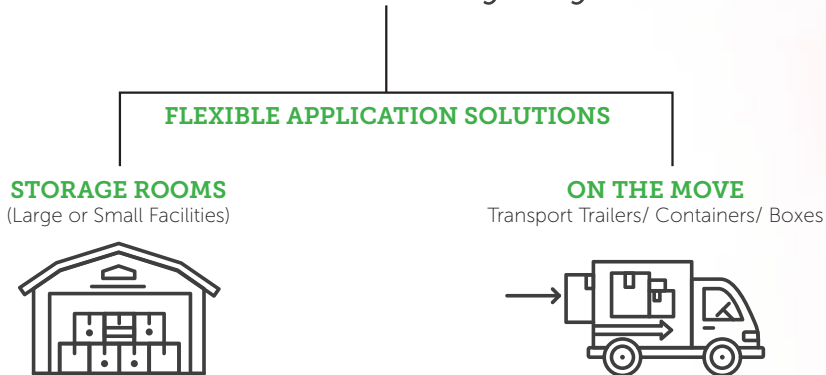 FLEXIBLE APPLICATION SOLUTIONS
STORAGE ROOMS
(Large or Small Facilities)
ON THE MOVE
Transport Trailers/ Containers/ Boxes